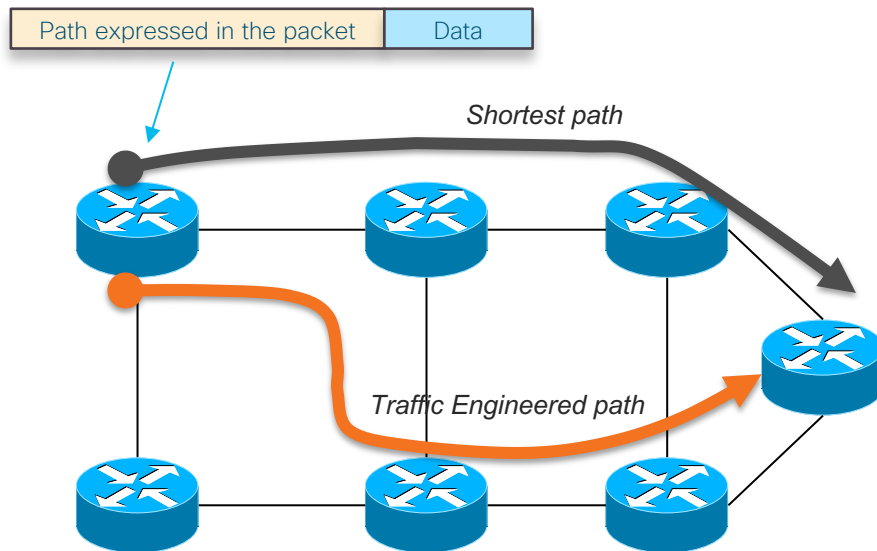 Path expressed in the packet
Data
Shortest path
Traffic Engineered path